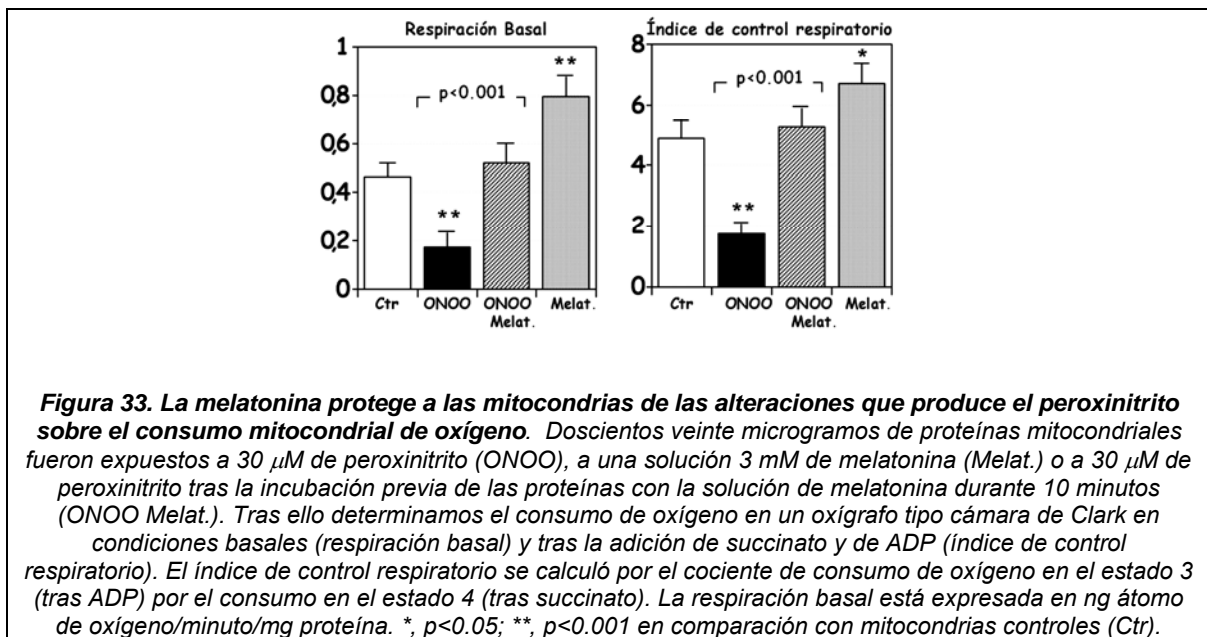 Respiración Basal
Índice de control respiratorio
1
0,8
0,6
0,4
0,2
0
**
p<0.001
**
Ctr
ONOO
ONOO
Melat.
Melat.
8
6
4
2
0
*
p<0.001
**
Ctr
ONOO
ONOO
Melat.
Melat.
Figura 33. La melatonina protege a las mitocondrias de las alteraciones que produce el peroxinitrito
sobre el consumo mitocondrial de oxígeno. Doscientos veinte microgramos de proteínas mitocondriales
fueron expuestos a 30 μM de peroxinitrito (ONOO), a una solución 3 mM de melatonina (Melat.) o a 30 μM de
peroxinitrito tras la incubación previa de las proteínas con la solución de melatonina durante 10 minutos
(ONOO Melat.). Tras ello determinamos el consumo de oxígeno en un oxígrafo tipo cámara de Clark en
condiciones basales (respiración basal) y tras la adición de succinato y de ADP (índice de control
respiratorio). El índice de control respiratorio se calculó por el cociente de consumo de oxígeno en el estado 3
(tras ADP) por el consumo en el estado 4 (tras succinato). La respiración basal está expresada en ng átomo
de oxígeno/minuto/mg proteína. *, p<0.05; **, p<0.001 en comparación con mitocondrias controles (Ctr).